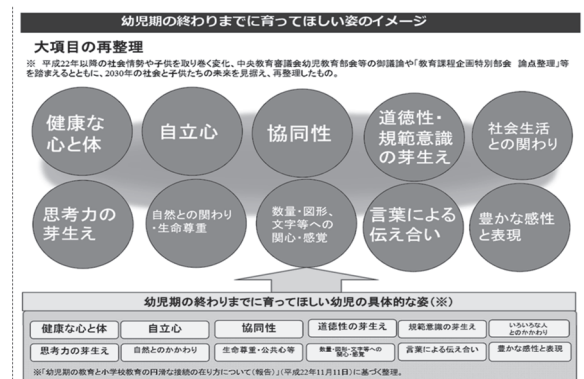 幼児期の終わりまでに育ってほしい姿のイメージ
大項目の再整理
※ 平成22年以降の社会情勢や子供を取り巻く変化、中央教育審議会幼児教育部会等の御議論や「教育課程企画特別部会 論点整理」等
を踏まえるとともに、2030年の社会と子供たちの未来を見据え、再整理したもの。
健康な
心と体
自立心
協同性
道徳性・
規範意識
の芽生え
社会生活
との関わり
思考力の
芽生え
自然との関わり
・生命尊重
数量・図形、
文字等への
関心・感覚
言葉による
伝え合い
豊かな感性
と表現
幼児期の終わりまでに育ってほしい幼児の具体的な姿(※)
健康な心と体
自立心
協同性
道徳性の芽生え
規範意識の芽生え
いろいろな人
とのかかわり
思考力の芽生え
自然とのかかわり
生命尊重・公共心等
数量・図形・文字等への
関心・感覚
言葉による伝え合い
豊かな感性と表現
※「幼児期の教育と小学校教育の円滑な接続の在り方について(報告)」(平成22年11月11日)に基づく整理。